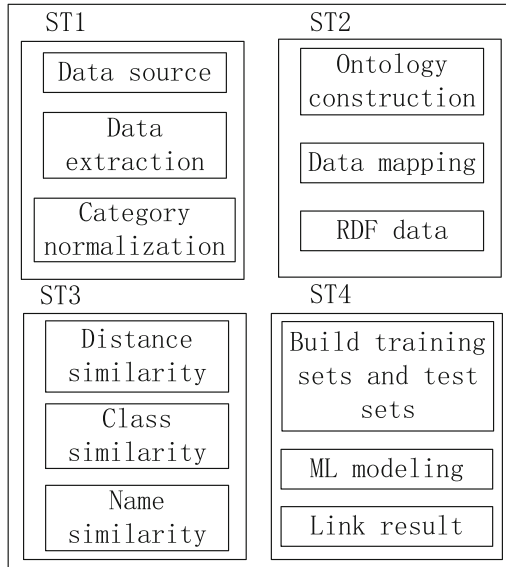 ST1
Data source
Data
extraction
Category
normalization
ST2
Ontology
construction
Data mapping
RDF data
ST3
Distance
similarity
Class
similarity
Name
similarity
ST4
Build training
sets and test
sets
ML modeling
Link result